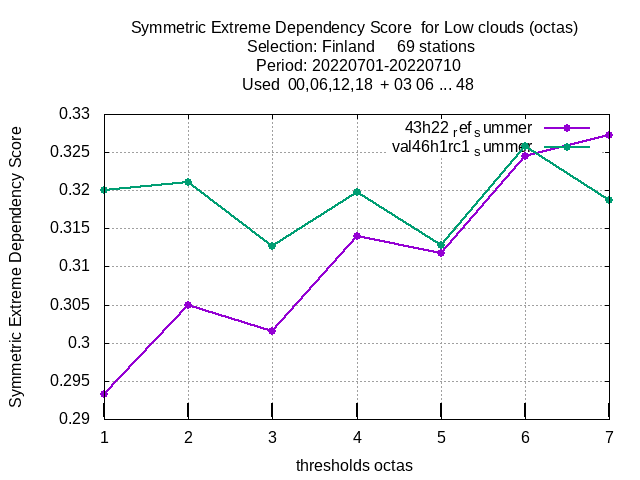 Symmetric Extreme Dependency Score for Low clouds (octas)
Selection: Finland 69 stations
Period: 20220701-20220710
Used 00,06,12,18 + 03 06 ... 48
Symmetric Extreme Dependency Score
0.33
0.325
0.32
0.315
0.31
0.305
0.3
0.295
0.29
43h22 ref summer
val46h1rc1 summer
1 2 3 4 5 6 7
thresholds octas